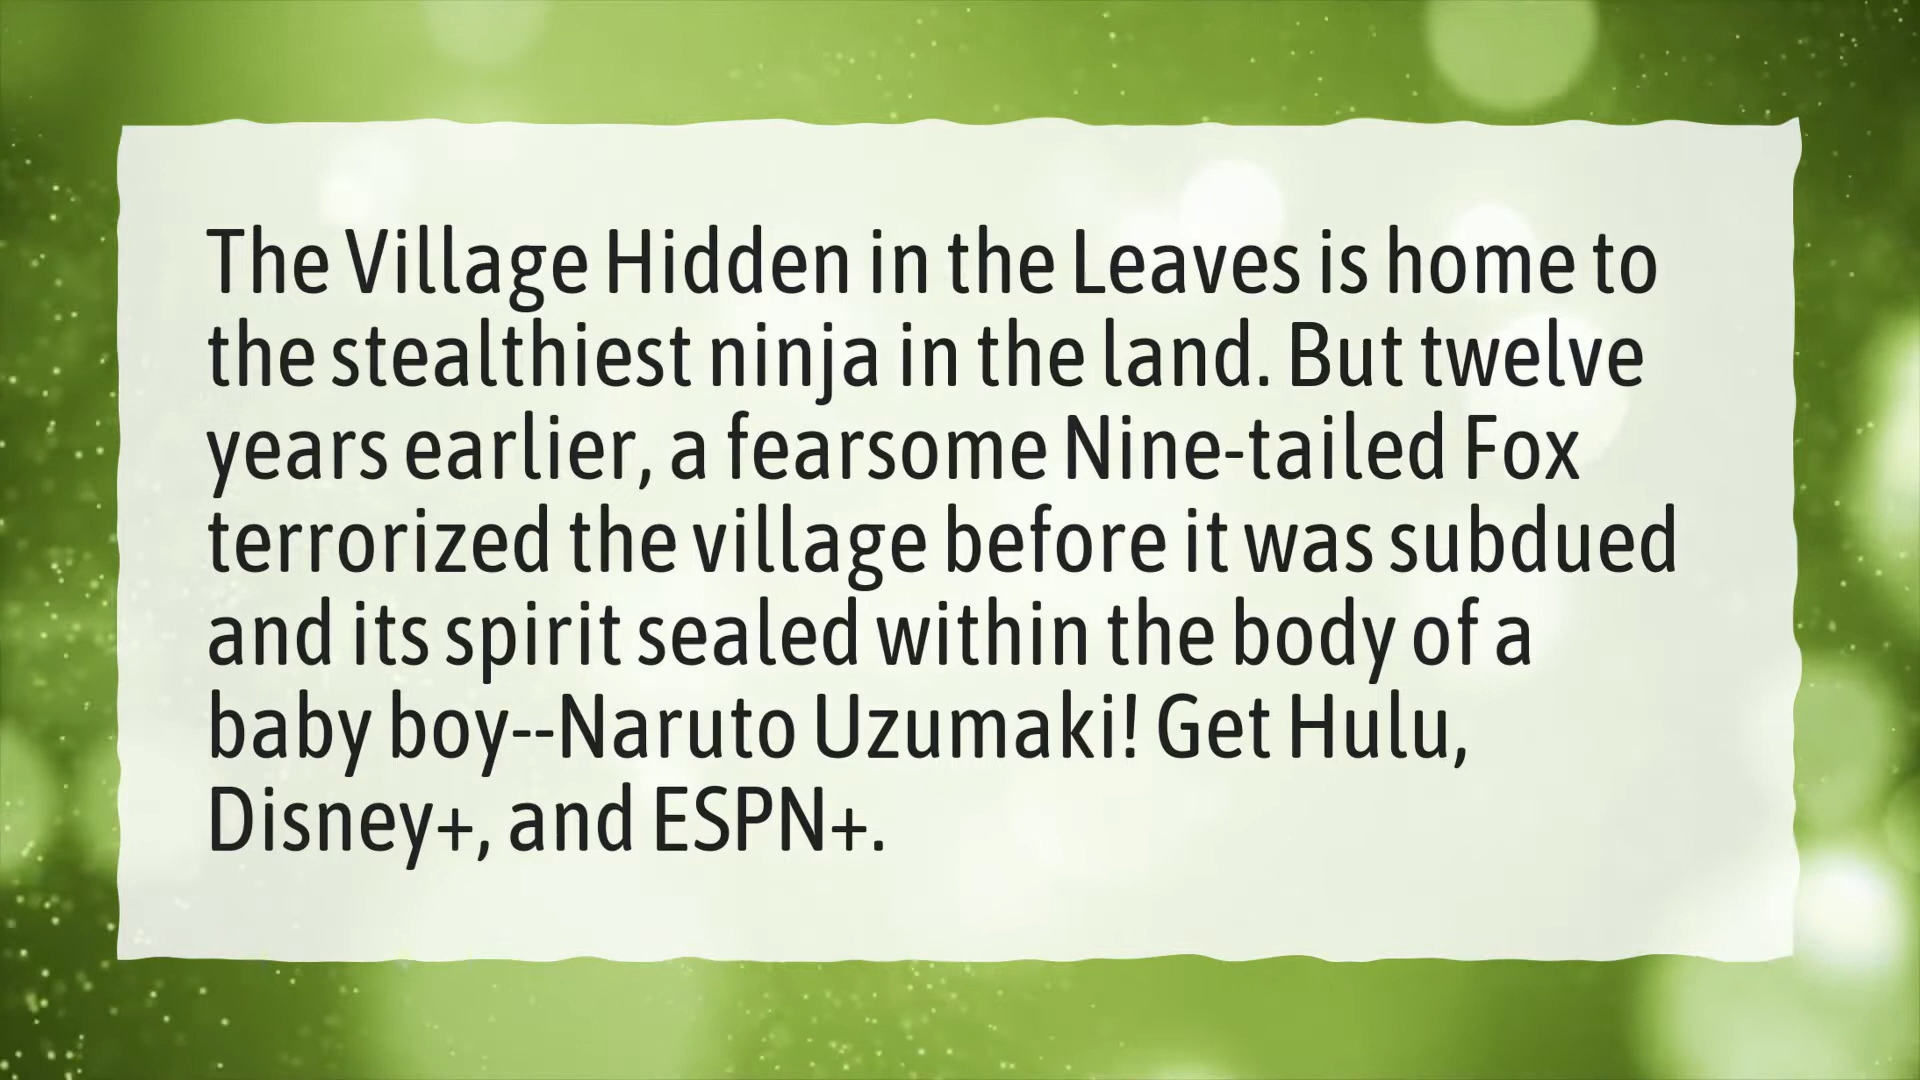 The Village Hidden in the Leaves is home to
the stealthiest ninja in the land. But twelve
years earlier, a fearsome Nine-tailed Fox
terrorized the village before it was subdued
and its spirit sealed within the body of a
baby boy--Naruto Uzumaki! Get Hulu,
Disney+, and ESPN+.